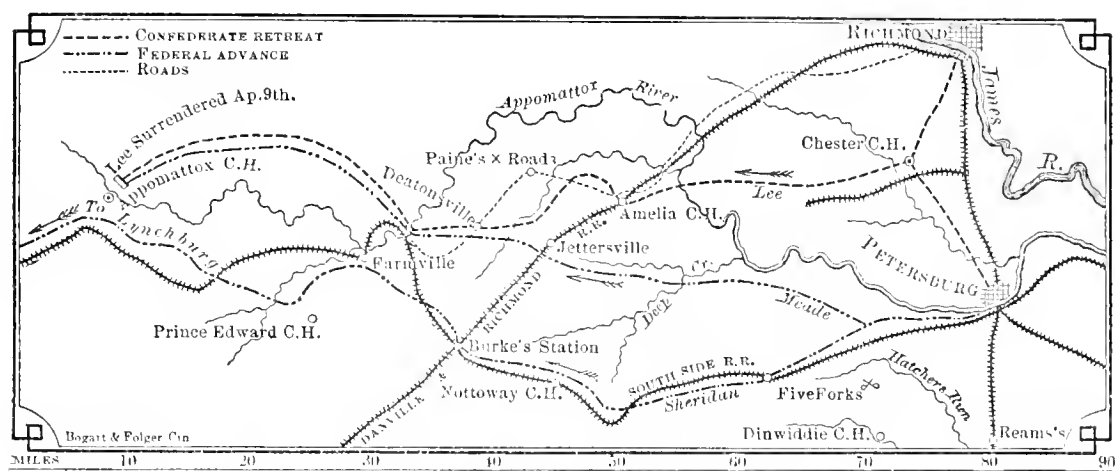 CONFEDERATE RETREAT
FEDERAL ADVANCE
ROADS
RICHMOND
James
R.
Appomattox River
Lee Surrendered Ap. 9th.
Appomattox C.H.
Paine's × Roads
Chester C.H.
Deatonsville
Lee
Amelia C.H.
To Lynchburg
R.R.
Jettersville
Farmville
PETERSBURG
RICHMOND
Deep Cr.
Meade
Prince Edward C.H.
Burke's Station
SOUTH SIDE R.R.
Nottoway C.H.
Sheridan
Five Forks
Hatchers Run
DANVILLE &
Dinwiddie C.H.
Reams's
Bogart & Folger Cin
MILES 10 20 30 40 50 60 70 80 90